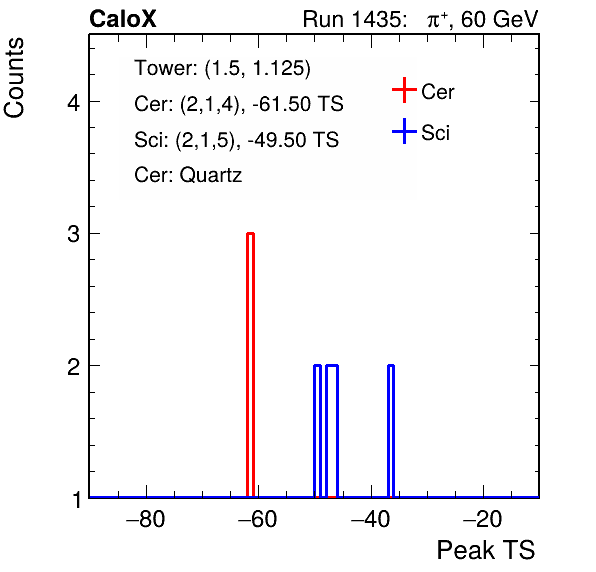 CaloX Run 1435: π⁺, 60 GeV
Counts
Tower: (1.5, 1.125)
Cer: (2,1,4), -61.50 TS
Sci: (2,1,5), -49.50 TS
Cer: Quartz
Cer
Sci
4
3
2
1
−80 −60 −40 −20
Peak TS